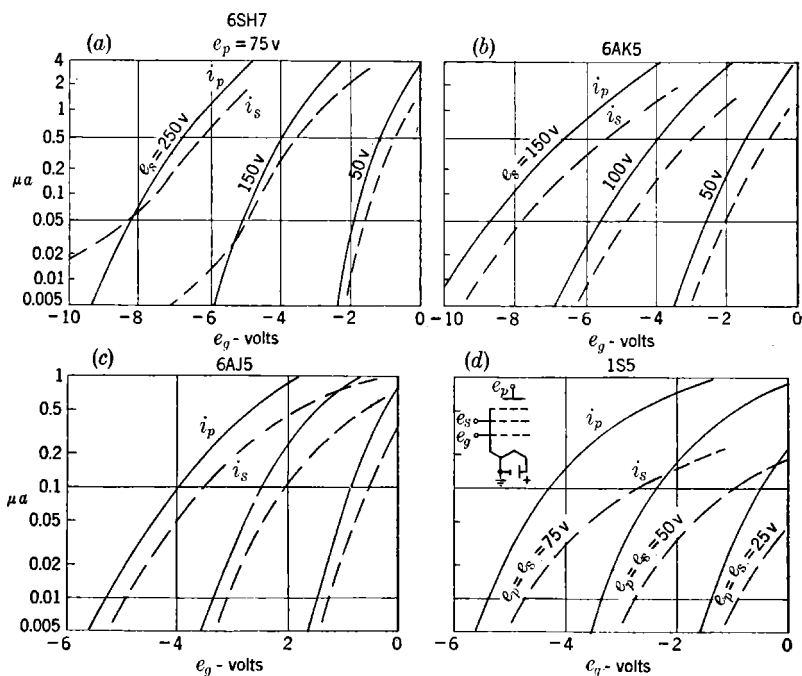 6SH7
(a)
e_p = 75 v
4
2
1
0.5
0.2
0.1
0.05
0.02
0.01
0.005
μa
i_p
i_s
e_s = 250 v
150 v
50 v
-10
-8
-6
-4
-2
0
e_g - volts
(b)
6AK5
i_p
i_s
e_s = 150 v
100 v
50 v
-10
-8
-6
-4
-2
0
e_g - volts
(c)
6AJ5
1
0.5
0.1
0.05
0.01
0.005
μa
i_p
i_s
-6
-4
2
0
e_g - volts
(d)
1S5
e_p
e_s
e_g
+
i_p
i_s
e_p = e_s = 75 v
e_p = e_s = 50 v
e_p = e_s = 25 v
-6
-4
-2
0
e_g - volts